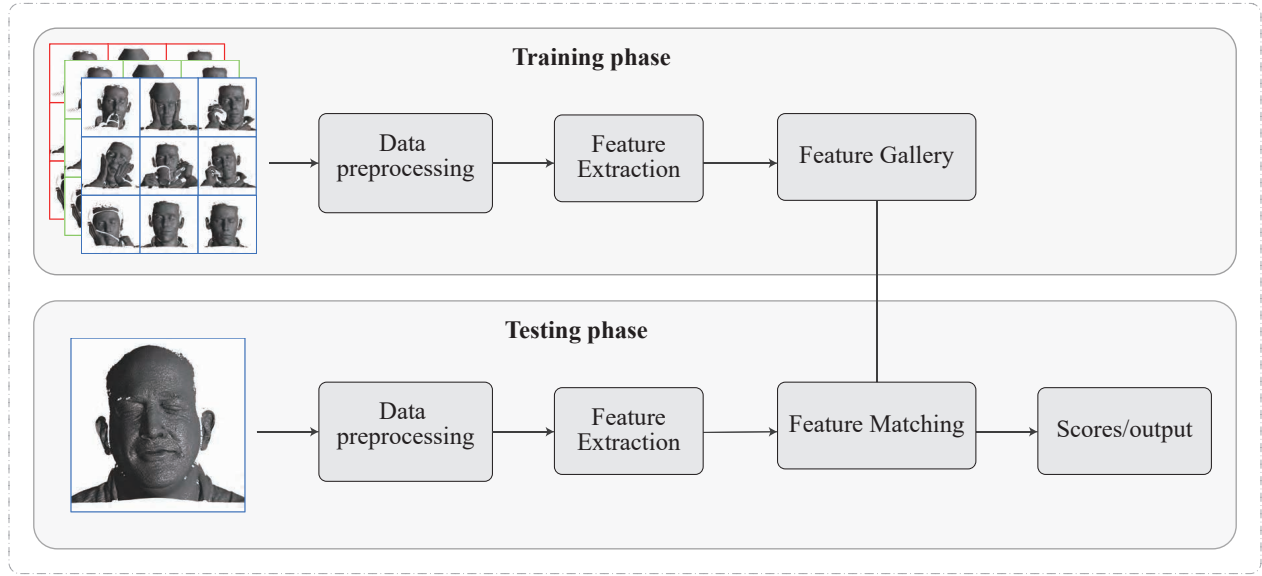 Training phase
Data
preprocessing
Feature
Extraction
Feature Gallery
Testing phase
Data
preprocessing
Feature
Extraction
Feature Matching
Scores/output